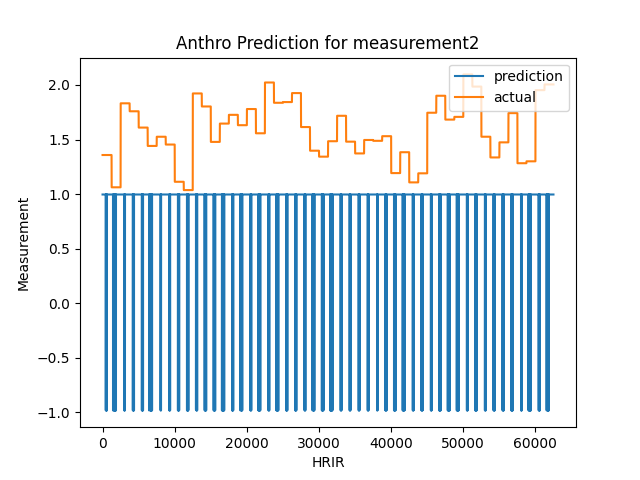 Anthro Prediction for measurement2
prediction
actual
Measurement
2.0
1.5
1.0
0.5
0.0
−0.5
−1.0
0 10000 20000 30000 40000 50000 60000
HRIR